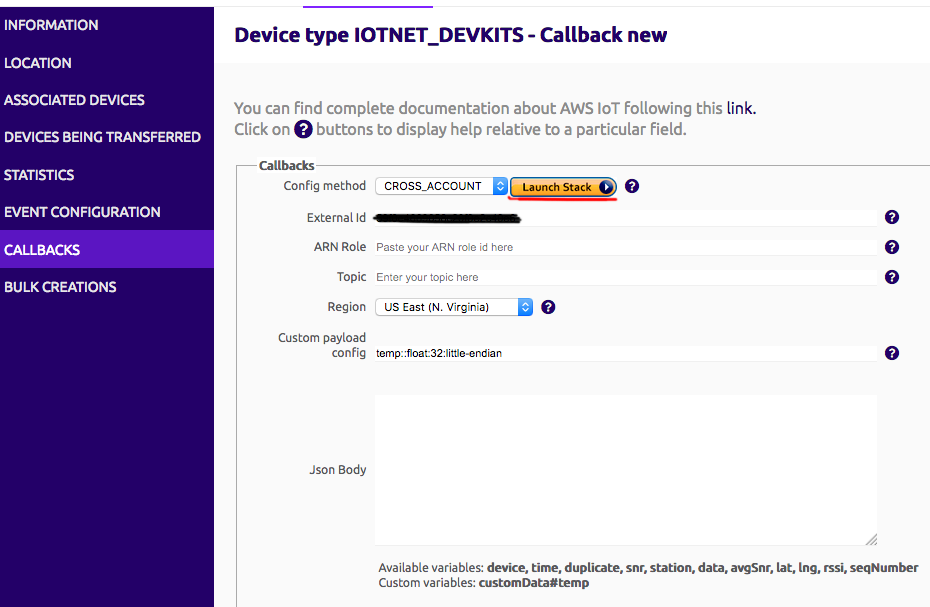 INFORMATION
LOCATION
ASSOCIATED DEVICES
DEVICES BEING TRANSFERRED
STATISTICS
EVENT CONFIGURATION
CALLBACKS
BULK CREATIONS
Device type IOTNET_DEVKITS - Callback new
You can find complete documentation about AWS IoT following this link.
Click on ? buttons to display help relative to a particular field.
Callbacks
Config method CROSS_ACCOUNT Launch Stack ?
External Id ?
ARN Role Paste your ARN role id here ?
Topic Enter your topic here ?
Region US East (N. Virginia) ?
Custom payload
config temp::float:32:little-endian ?
Json Body
Available variables: device, time, duplicate, snr, station, data, avgSnr, lat, lng, rssi, seqNumber
Custom variables: customData#temp